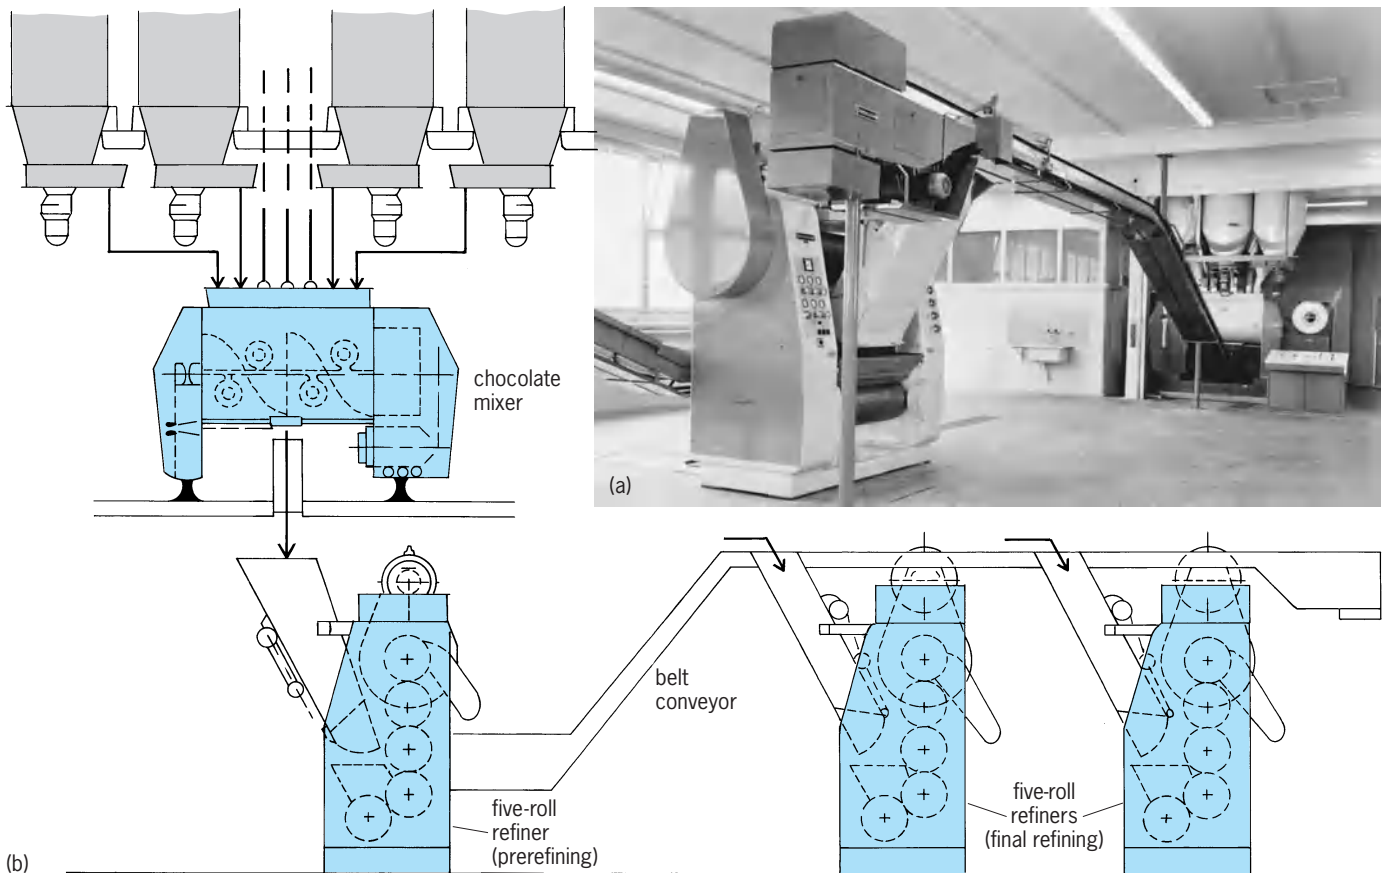 (a)
chocolate
mixer
belt
conveyor
five-roll
refiner
(prerefining)
five-roll
refiners
(final refining)
(b)